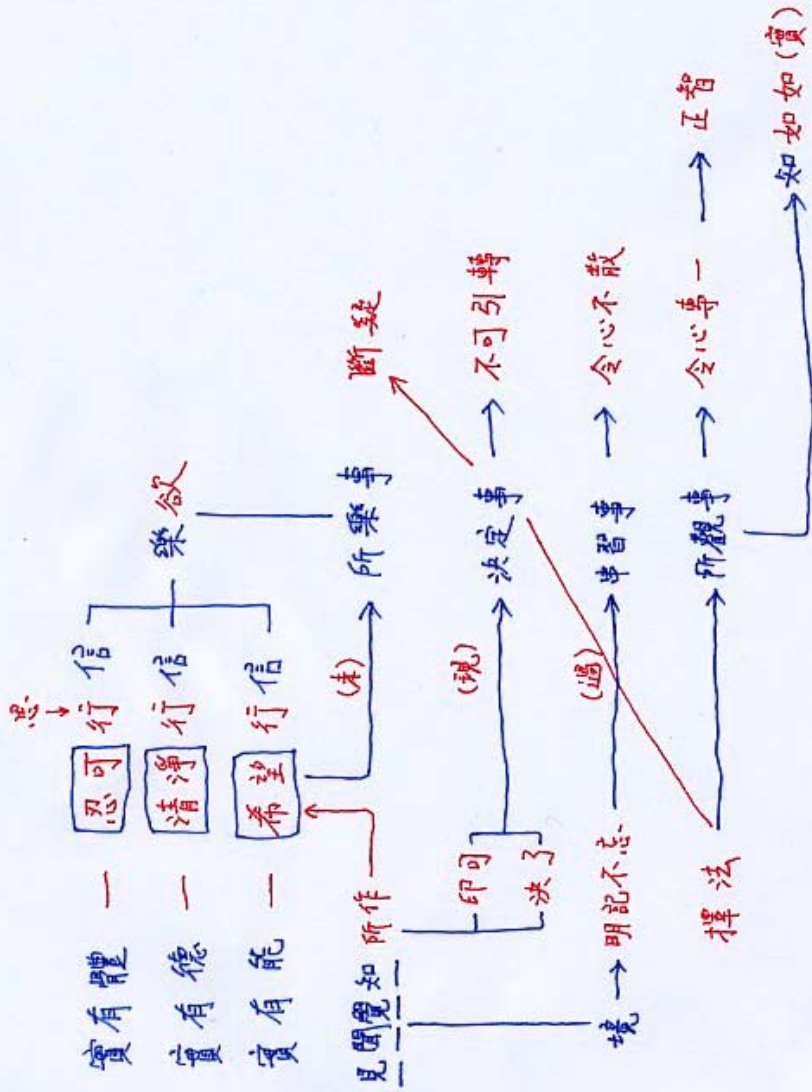 思
實有體 — 忍可 行信
實有德 — 清淨 行信
實有能 — 希望 行信
樂欲
見聞覺知 所作
(未) 所樂事
斷疑
印可
決了
(現) 決定事 不可引轉
境 明記不忘 (過) 串習事 令心不散
擇法 所觀事 令心專一 正智
知如如(實)